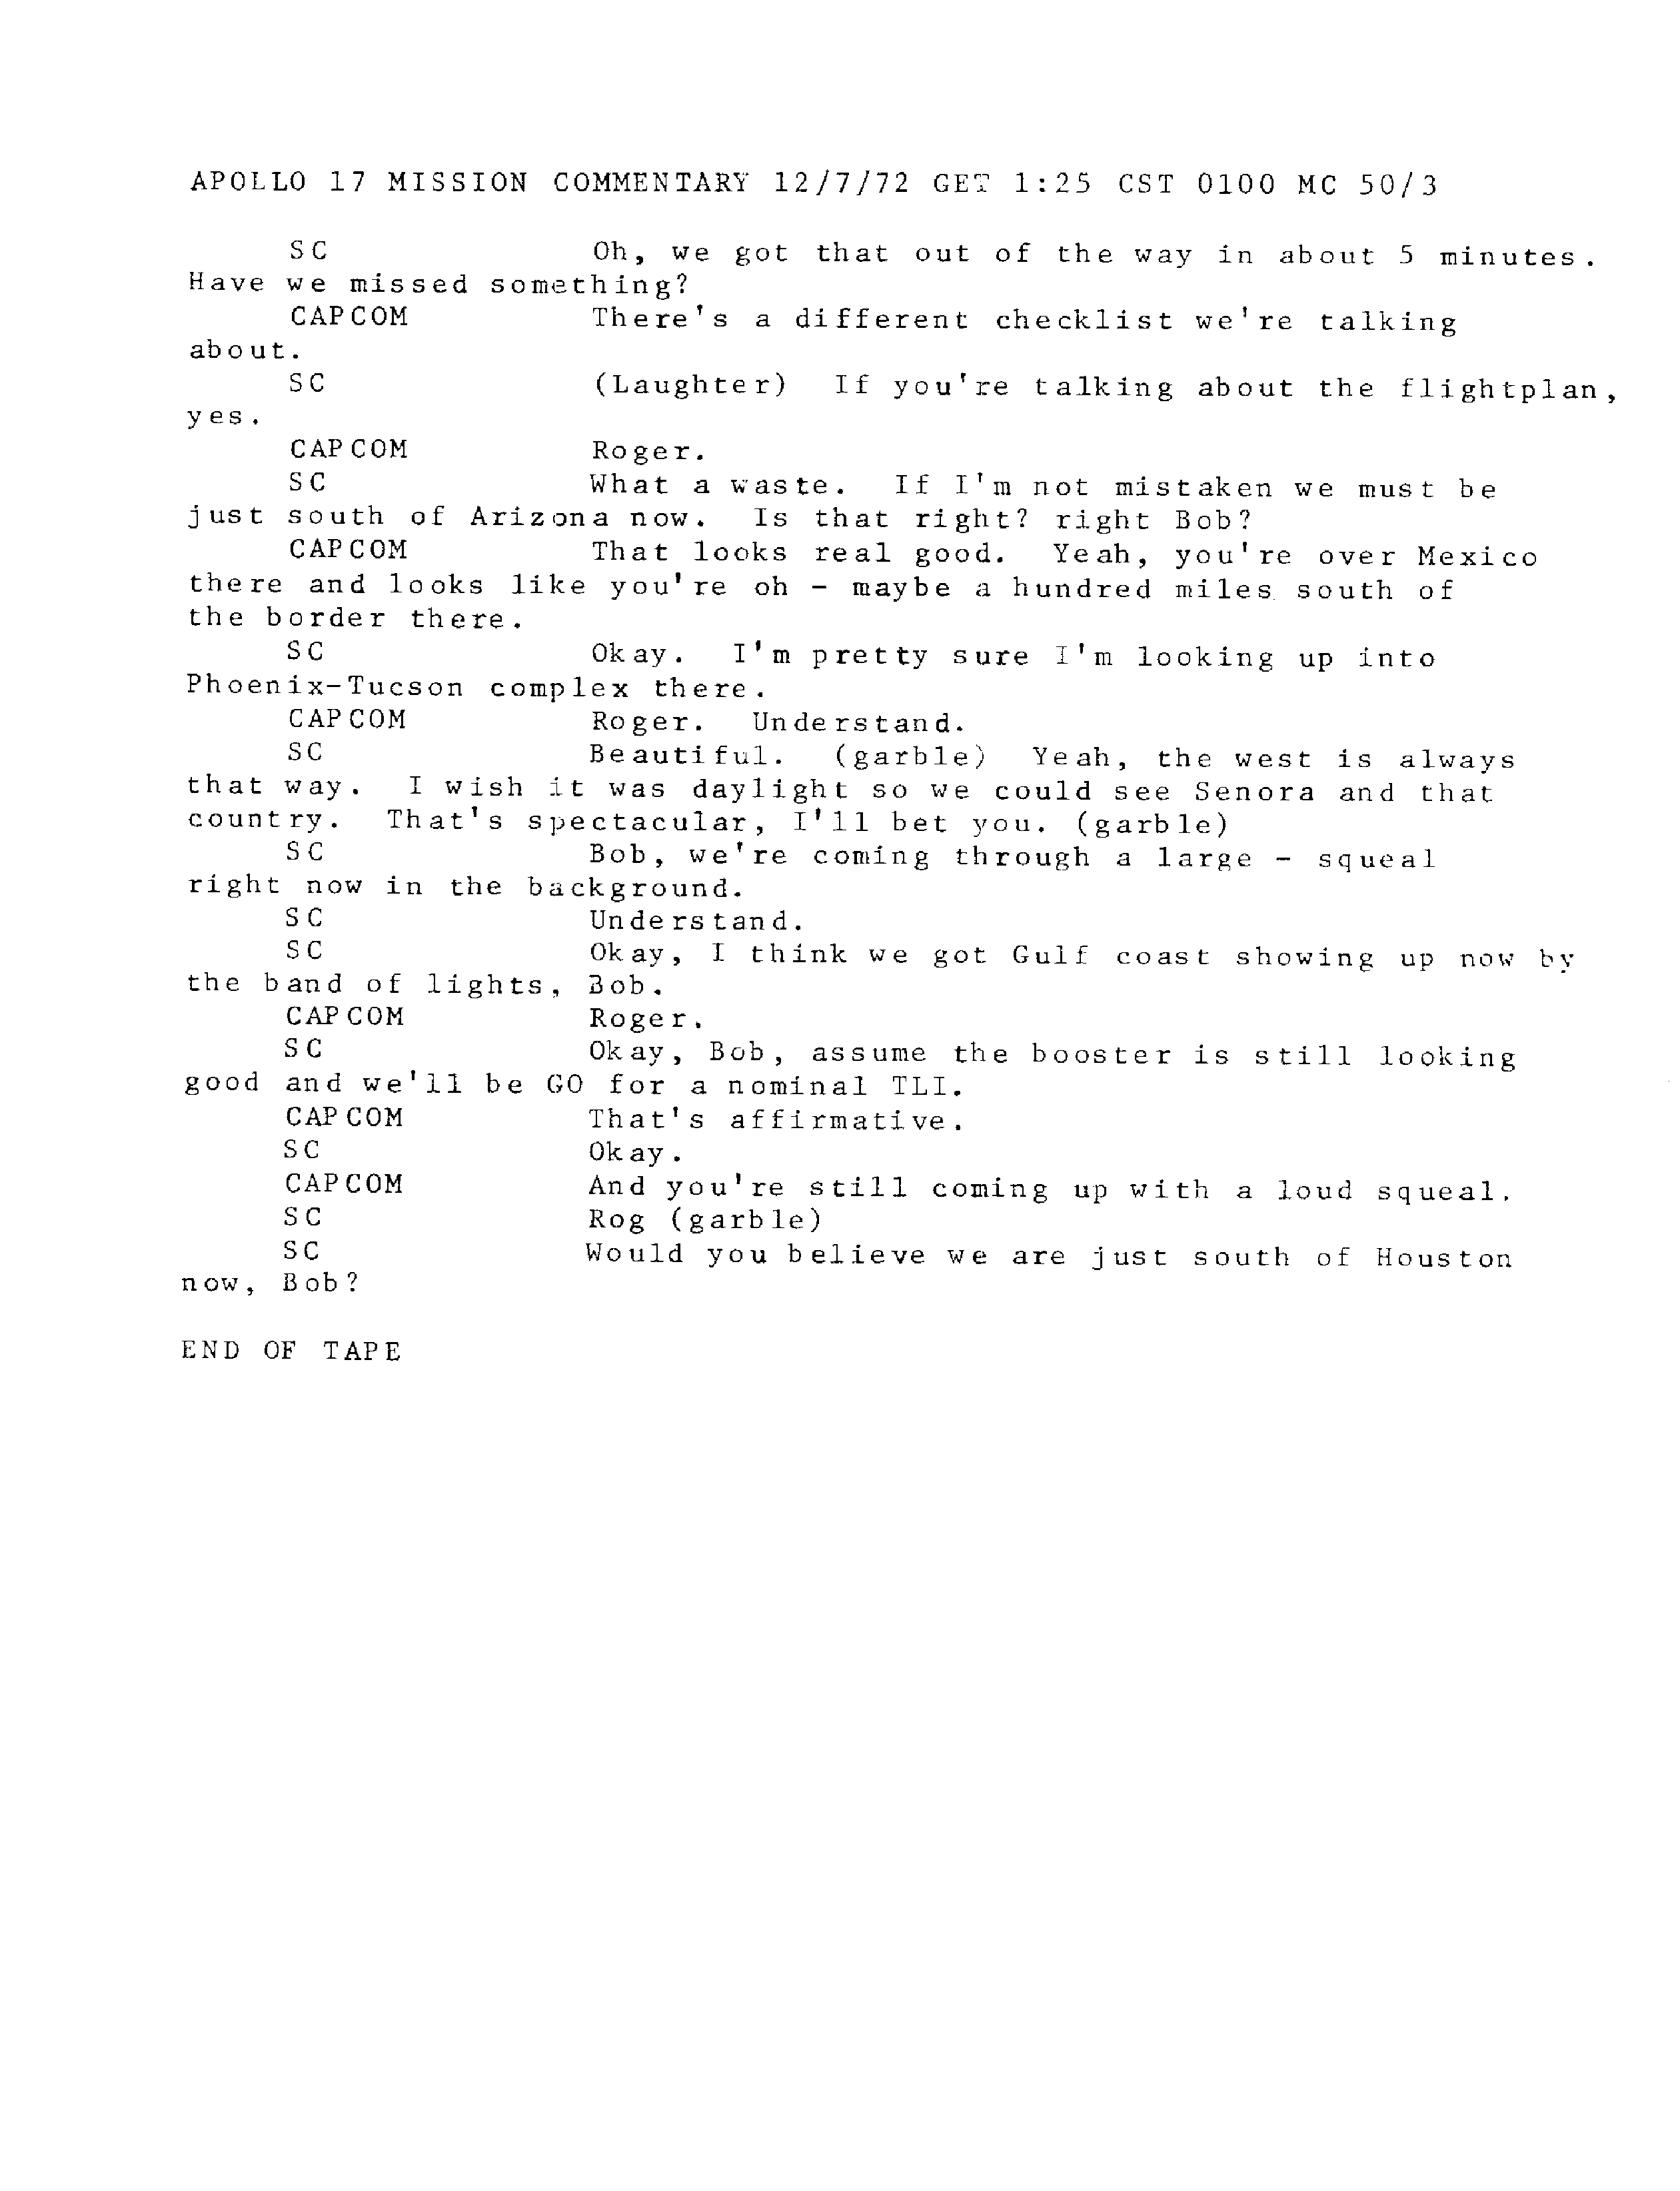 APOLLO 17 MISSION COMMENTARY 12/7/72 GET 1:25 CST 0100 MC 50/3
SC Oh, we got that out of the way in about 5 minutes.
Have we missed something?
CAPCOM There's a different checklist we're talking
about.
SC (Laughter) If you're talking about the flightplan,
yes.
CAPCOM Roger.
SC What a waste. If I'm not mistaken we must be
just south of Arizona now. Is that right? right Bob?
CAPCOM That looks real good. Yeah, you're over Mexico
there and looks like you're oh - maybe a hundred miles south of
the border there.
SC Okay. I'm pretty sure I'm looking up into
Phoenix-Tucson complex there.
CAPCOM Roger. Understand.
SC Beautiful. (garble) Yeah, the west is always
that way. I wish it was daylight so we could see Senora and that
country. That's spectacular, I'll bet you. (garble)
SC Bob, we're coming through a large - squeal
right now in the background.
SC Understand.
SC Okay, I think we got Gulf coast showing up now by
the band of lights, Bob.
CAPCOM Roger.
SC Okay, Bob, assume the booster is still looking
good and we'll be GO for a nominal TLI.
CAPCOM That's affirmative.
SC Okay.
CAPCOM And you're still coming up with a loud squeal.
SC Rog (garble)
SC Would you believe we are just south of Houston
now, Bob?
END OF TAPE